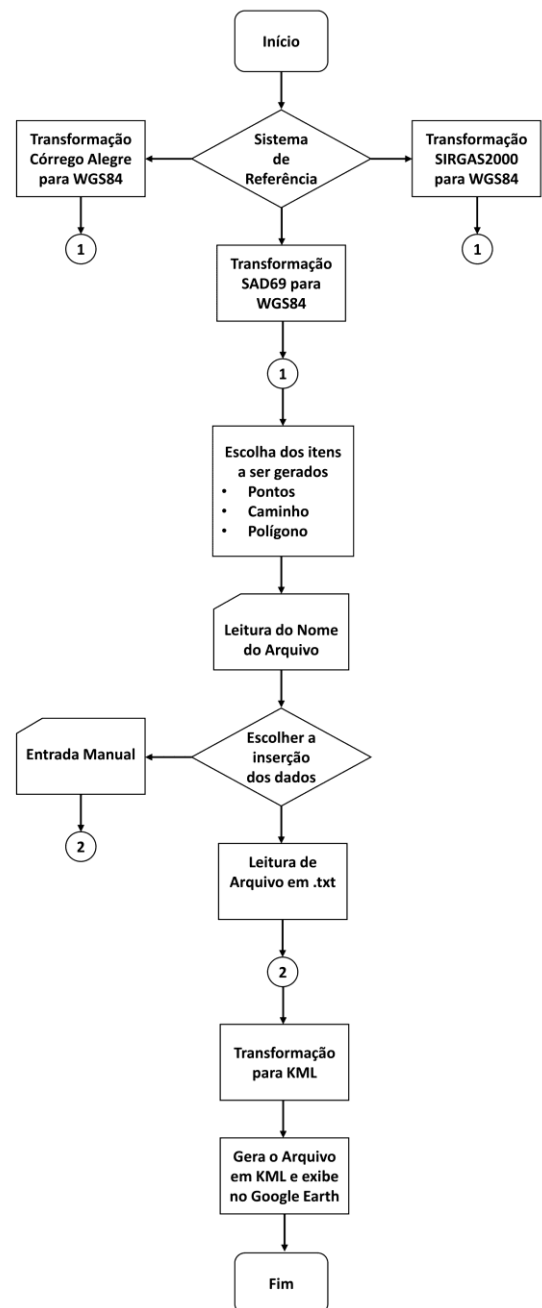 Início
Sistema
de
Referência
Transformação
Córrego Alegre
para WGS84
Transformação
SIRGAS2000
para WGS84
1
1
Transformação
SAD69 para
WGS84
1
Escolha dos itens
a ser gerados
• Pontos
• Caminho
• Polígono
Leitura do Nome
do Arquivo
Escolher a
inserção
dos dados
Entrada Manual
2
Leitura de
Arquivo em .txt
2
Transformação
para KML
Gera o Arquivo
em KML e exibe
no Google Earth
Fim